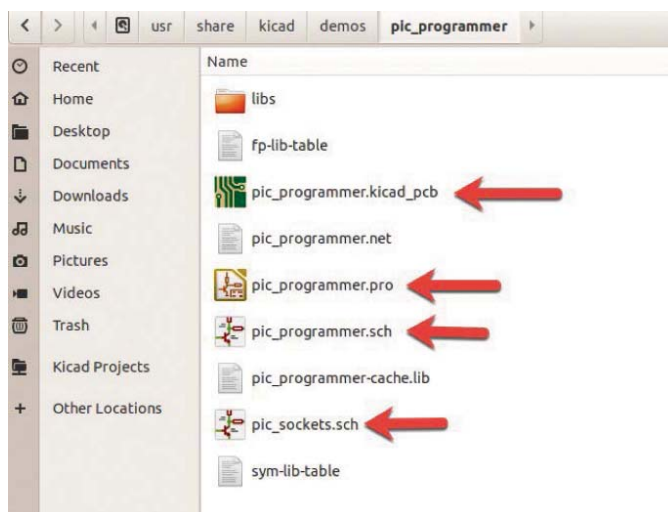 usr share kicad demos pic_programmer
Recent
Home
Desktop
Documents
Downloads
Music
Pictures
Videos
Trash
Kicad Projects
Other Locations
Name
libs
fp-lib-table
pic_programmer.kicad_pcb
pic_programmer.net
pic_programmer.pro
pic_programmer.sch
pic_programmer-cache.lib
pic_sockets.sch
sym-lib-table